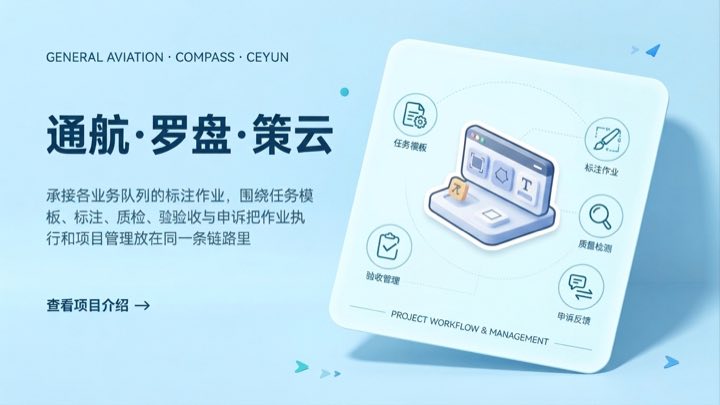 GENERAL AVIATION · COMPASS · CEYUN
通航·罗盘·策云
承接各业务队列的标注作业，围绕任务模
板、标注、质检、验验收与申诉把作业执
行和项目管理放在同一条链路里
查看项目介绍 →
任务模板
标注作业
T
质量检测
验收管理
申诉反馈
PROJECT WORKFLOW & MANAGEMENT